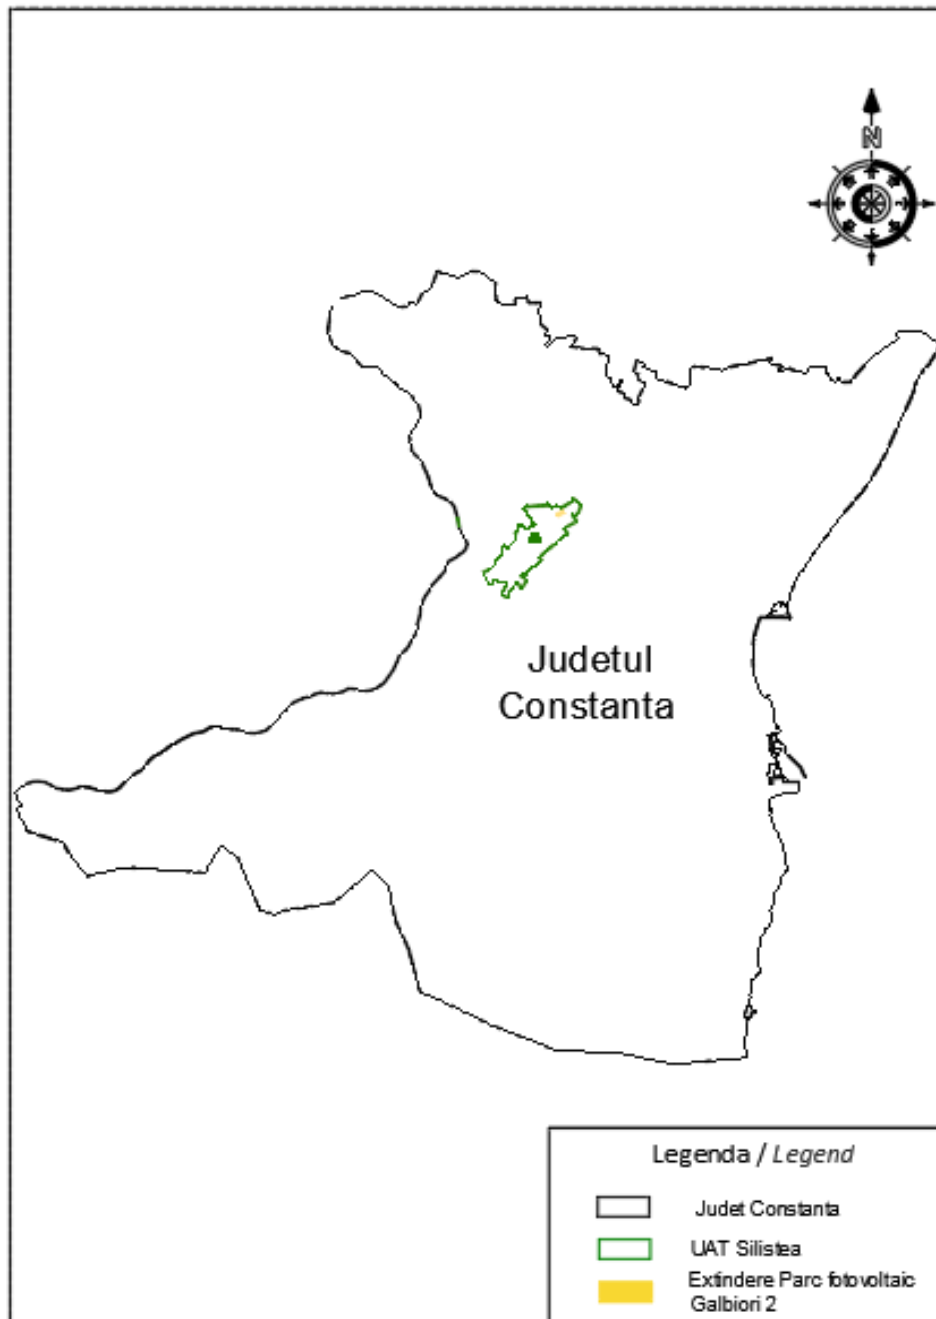 N
Judetul
Constanta
Legenda / Legend
Judet Constanta
UAT Silistea
Extindere Parc fotovoltaic
Galbiori 2